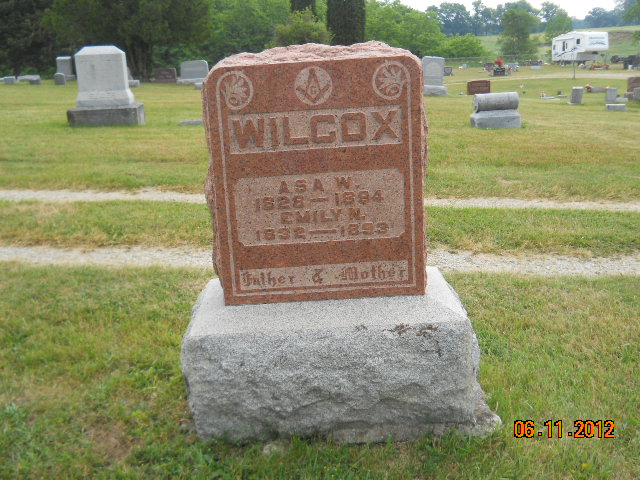 WILCOX
ASA W.
1828 — 1894
EMILY N.
1832 — 1893
Father & Mother
06.11.2012